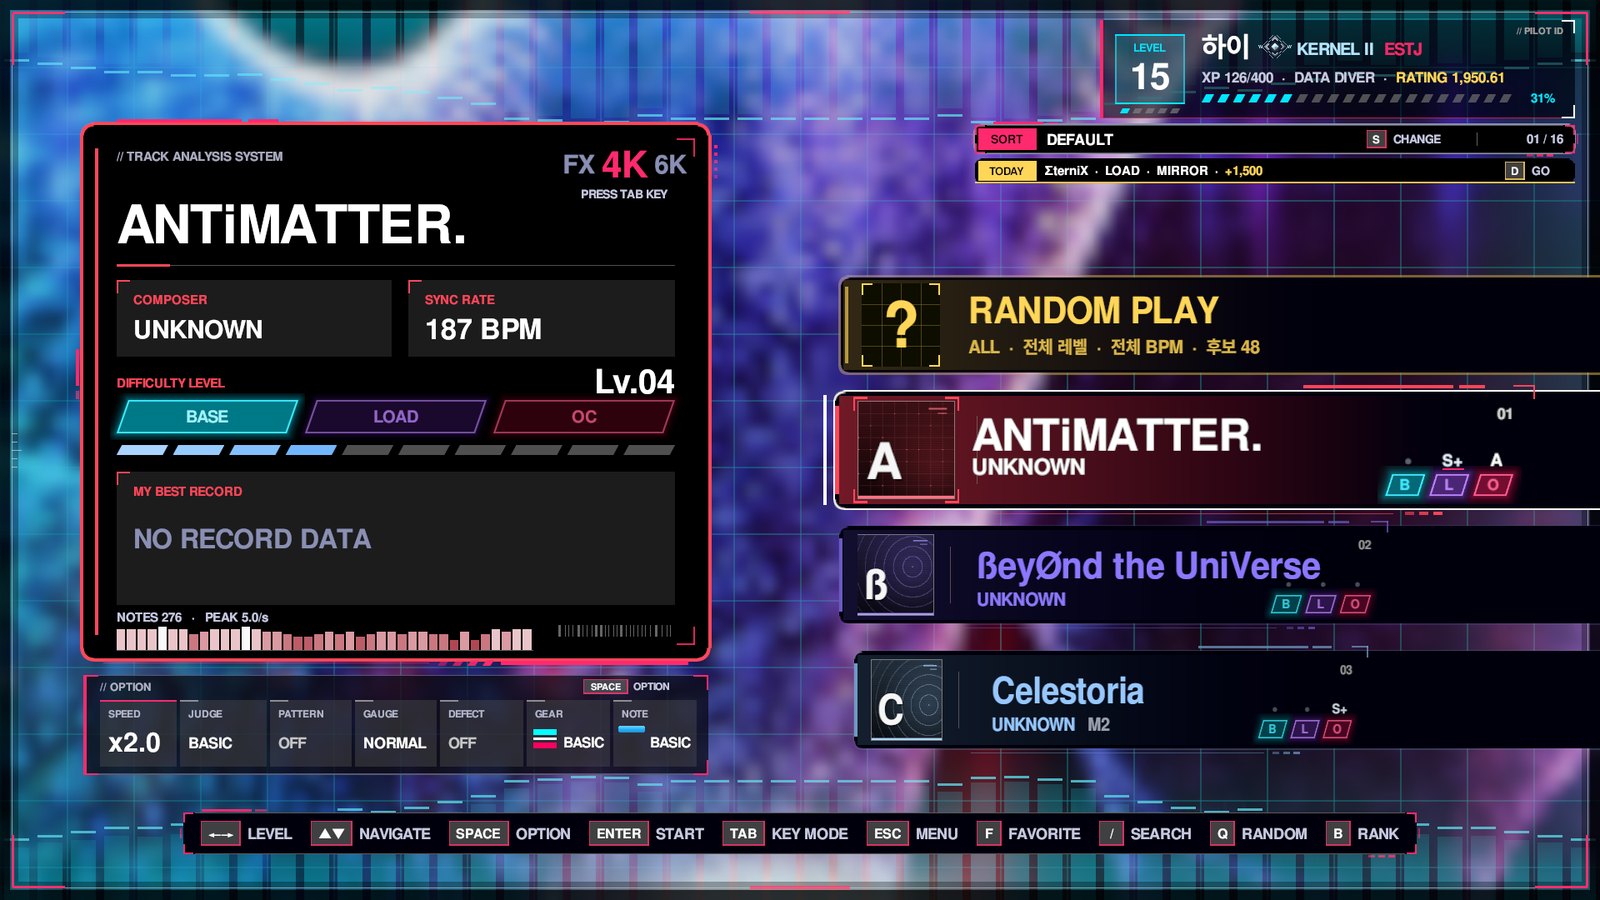 // PILOT ID
LEVEL
15
하이 KERNEL II ESTJ
XP 126/400 · DATA DIVER · RATING 1,950.61
31%
SORT DEFAULT S CHANGE 01 / 16
TODAY ΣterniX · LOAD · MIRROR · +1,500 D GO
// TRACK ANALYSIS SYSTEM
FX 4K 6K
PRESS TAB KEY
ANTiMATTER.
COMPOSER
UNKNOWN
SYNC RATE
187 BPM
DIFFICULTY LEVEL
Lv.04
BASE LOAD OC
MY BEST RECORD
NO RECORD DATA
NOTES 276 · PEAK 5.0/s
// OPTION
SPACE OPTION
SPEED
x2.0
JUDGE
BASIC
PATTERN
OFF
GAUGE
NORMAL
DEFECT
OFF
GEAR
BASIC
NOTE
BASIC
?
RANDOM PLAY
ALL · 전체 레벨 · 전체 BPM · 후보 48
01
A
ANTiMATTER.
UNKNOWN
S+ A
B L O
02
ß
ßeyØnd the UniVerse
UNKNOWN
B L O
03
C
Celestoria
UNKNOWN M2
S+
B L O
←→ LEVEL ▲▼ NAVIGATE SPACE OPTION ENTER START TAB KEY MODE ESC MENU F FAVORITE / SEARCH Q RANDOM B RANK